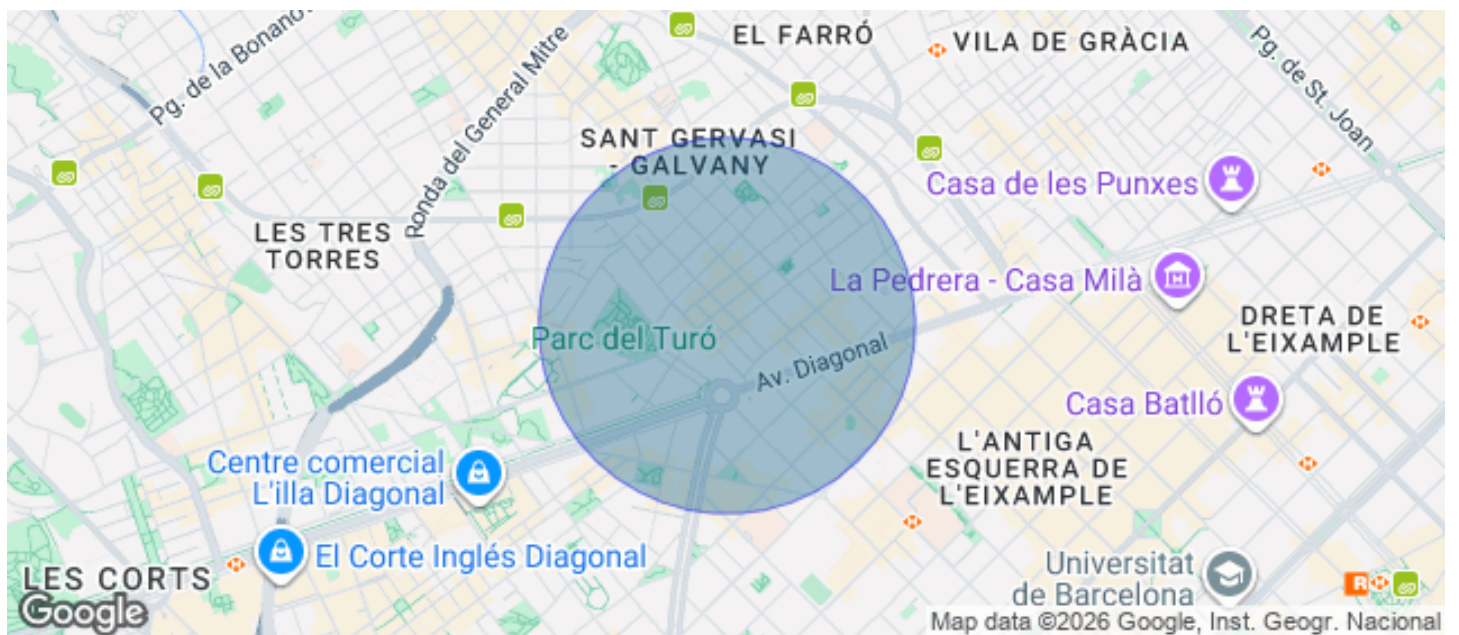 Pg. de la Bonanov
EL FARRÓ
VILA DE GRÀCIA
Pg. de St. Joan
Ronda del General Mitre
SANT GERVASI
- GALVANY
Casa de les Punxes
LES TRES
TORRES
La Pedrera - Casa Milà
DRETA DE
L'EIXAMPLE
Parc del Turó
Av. Diagonal
Casa Batlló
L'ANTIGA
ESQUERRA DE
L'EIXAMPLE
Centre comercial
L'illa Diagonal
El Corte Inglés Diagonal
LES CORTS
Universitat
de Barcelona
R
Google
Map data ©2026 Google, Inst. Geogr. Nacional